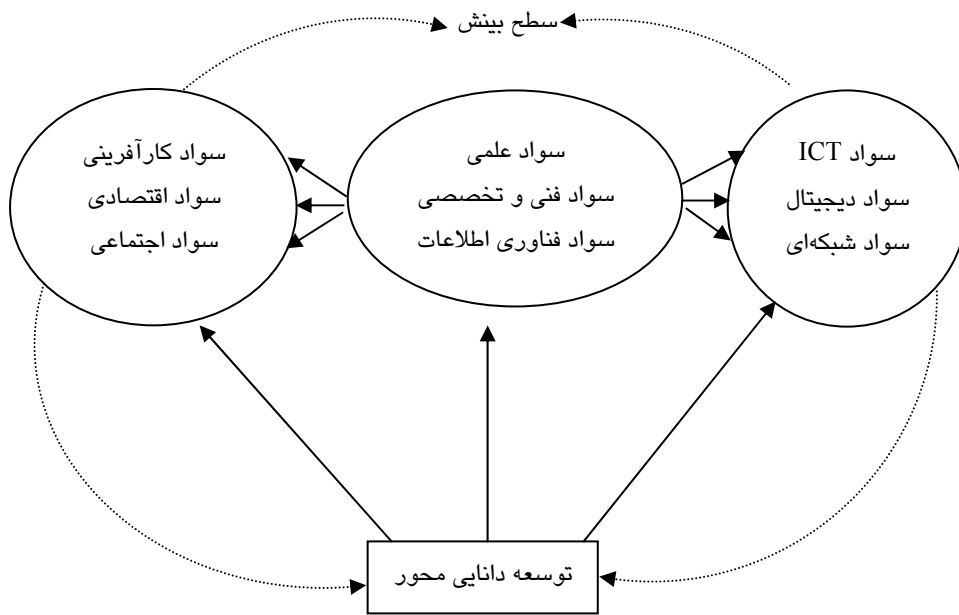 سطح بینش
سواد ICT
سواد دیجیتال
سواد شبکه‌ای
سواد علمی
سواد فنی و تخصصی
سواد فناوری اطلاعات
سواد کارآفرینی
سواد اقتصادی
سواد اجتماعی
توسعه دانایی محور